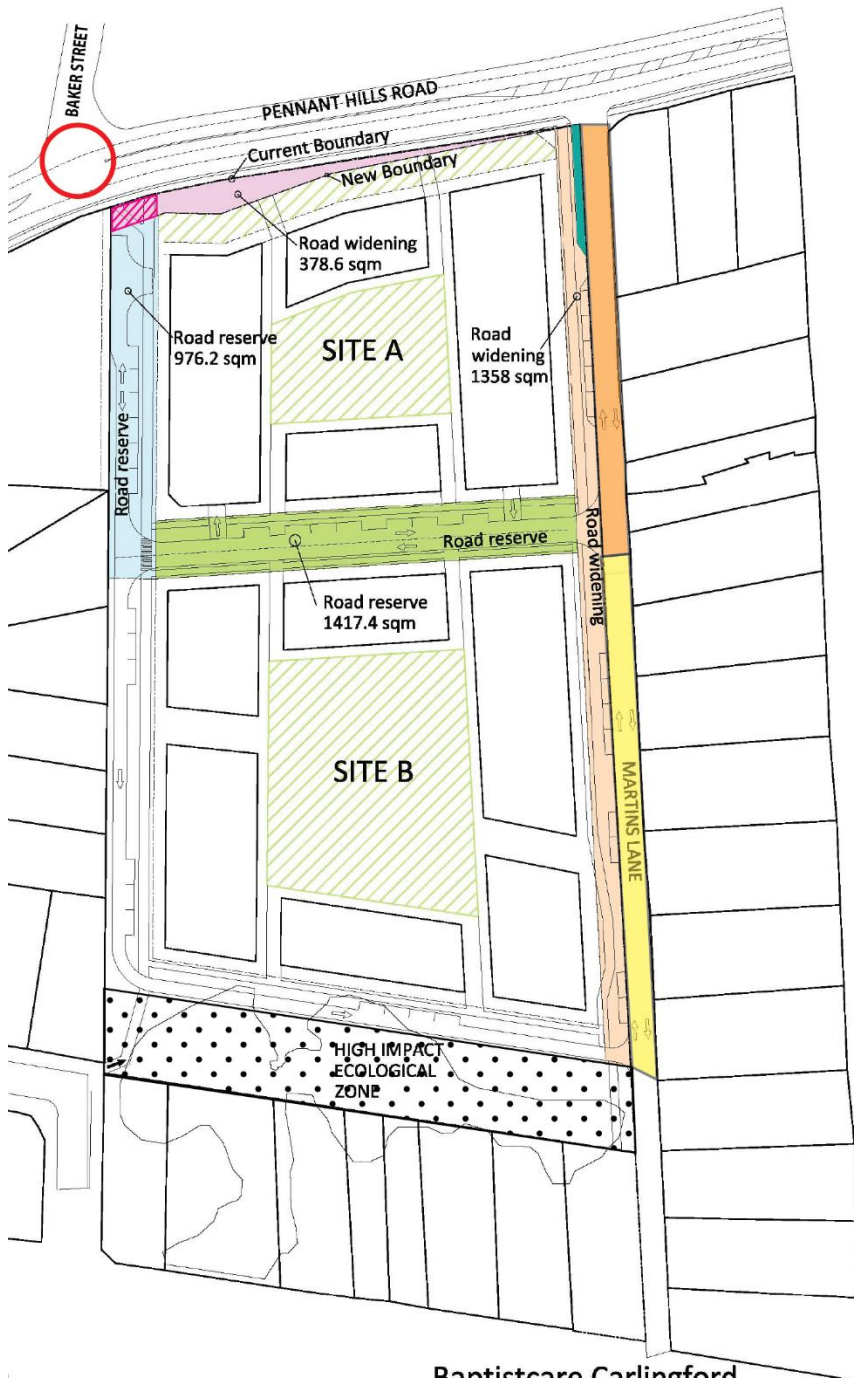 BAKER STREET
PENNANT HILLS ROAD
Current Boundary
New Boundary
Road widening
378.6 sqm
Road reserve
976.2 sqm
SITE A
Road
widening
1358 sqm
Road reserve
Road reserve
Road widening
Road reserve
1417.4 sqm
SITE B
MARTINS LANE
HIGH IMPACT
ECOLOGICAL
ZONE
Baptistcare Carlingford